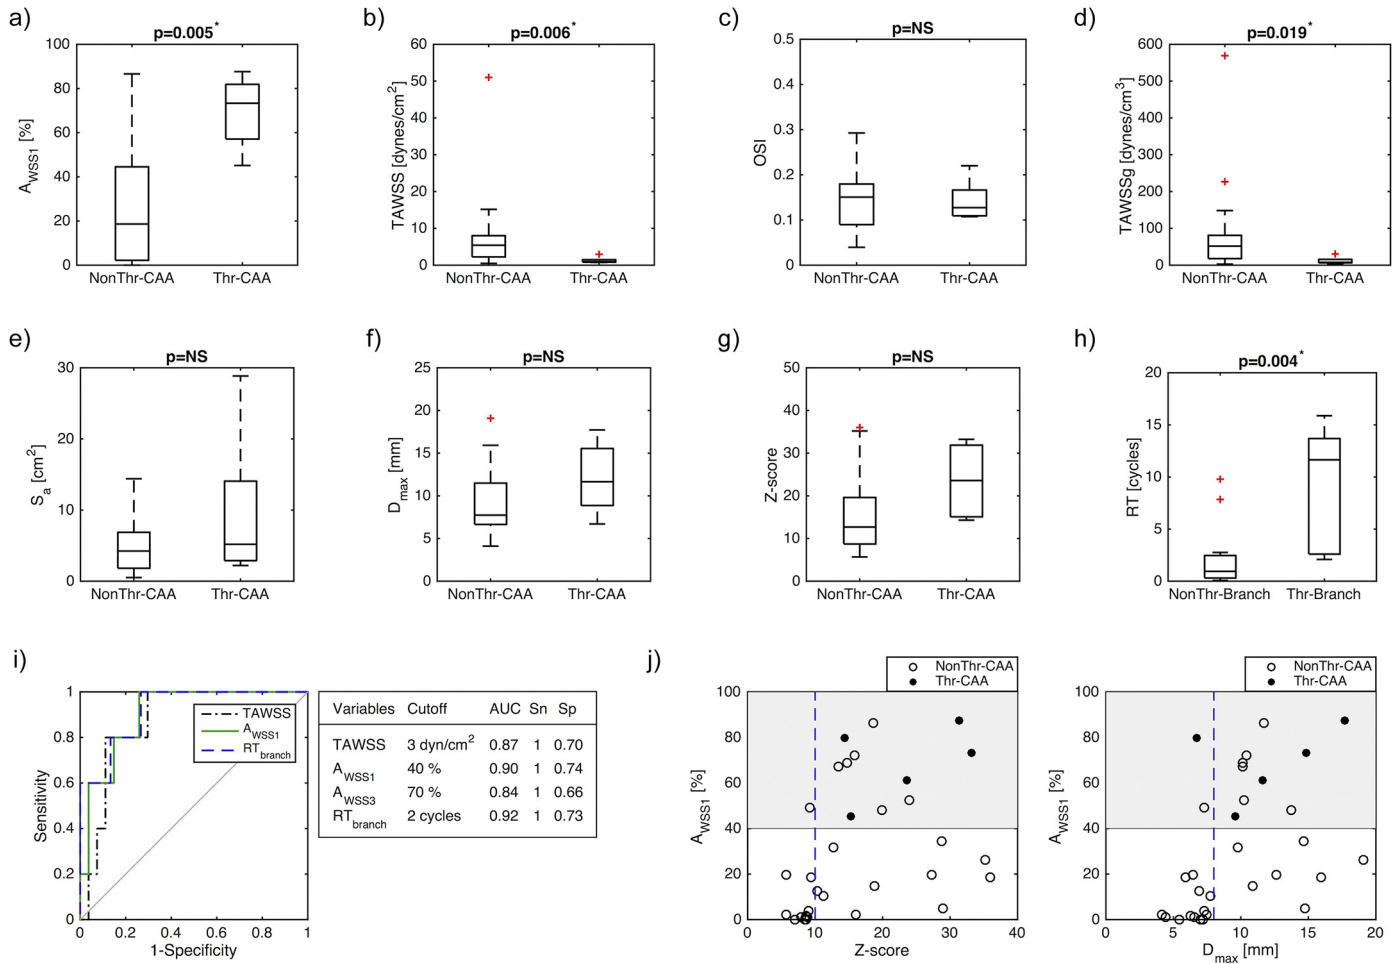 a)
p=0.005*
A_WSS1 [%]
100
80
60
40
20
0
NonThr-CAA Thr-CAA
b)
p=0.006*
TAWSS [dynes/cm²]
60
50
40
30
20
10
0
NonThr-CAA Thr-CAA
c)
p=NS
OSI
0.5
0.4
0.3
0.2
0.1
0
NonThr-CAA Thr-CAA
d)
p=0.019*
TAWSSg [dynes/cm³]
600
500
400
300
200
100
0
NonThr-CAA Thr-CAA
e)
p=NS
S_a [cm²]
30
20
10
0
NonThr-CAA Thr-CAA
f)
p=NS
D_max [mm]
25
20
15
10
5
0
NonThr-CAA Thr-CAA
g)
p=NS
Z-score
50
40
30
20
10
0
NonThr-CAA Thr-CAA
h)
p=0.004*
RT [cycles]
20
15
10
5
0
NonThr-Branch Thr-Branch
i)
Sensitivity
1
0.8
0.6
0.4
0.2
0
0 0.2 0.4 0.6 0.8 1
1-Specificity
TAWSS
A_WSS1
RT_branch
Variables Cutoff AUC Sn Sp
TAWSS 3 dyn/cm² 0.87 1 0.70
A_WSS1 40 % 0.90 1 0.74
A_WSS3 70 % 0.84 1 0.66
RT_branch 2 cycles 0.92 1 0.73
j)
NonThr-CAA
Thr-CAA
A_WSS1 [%]
100
80
60
40
20
0
0 10 20 30 40
Z-score
NonThr-CAA
Thr-CAA
A_WSS1 [%]
100
80
60
40
20
0
0 5 10 15 20
D_max [mm]